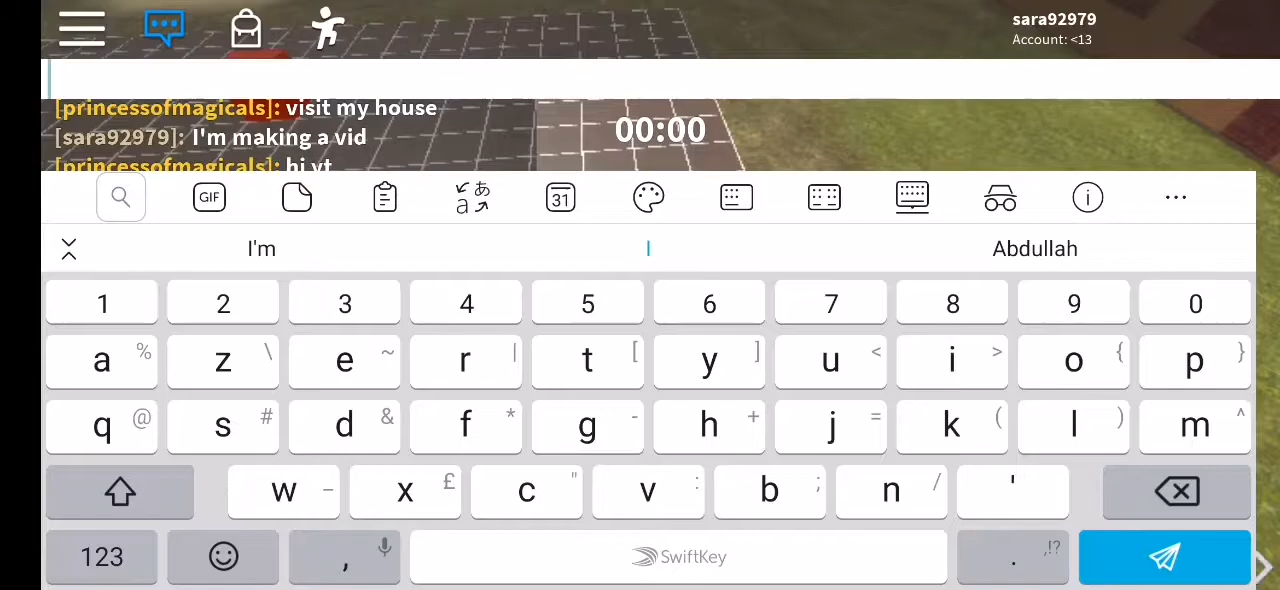 sara92979
Account: <13
[princessofmagicals]: visit my house
[sara92979]: I'm making a vid
00:00
[princessofmagicals]: hi yt
GIF
31
I'm
I
Abdullah
1 2 3 4 5 6 7 8 9 0
a % z \ e ~ r | t [ y ] u < i > o { p }
q @ s # d & f * g - h + j = k ( l ) m ^
w _ x £ c " v : b ; n / '
123 , SwiftKey . ,!?